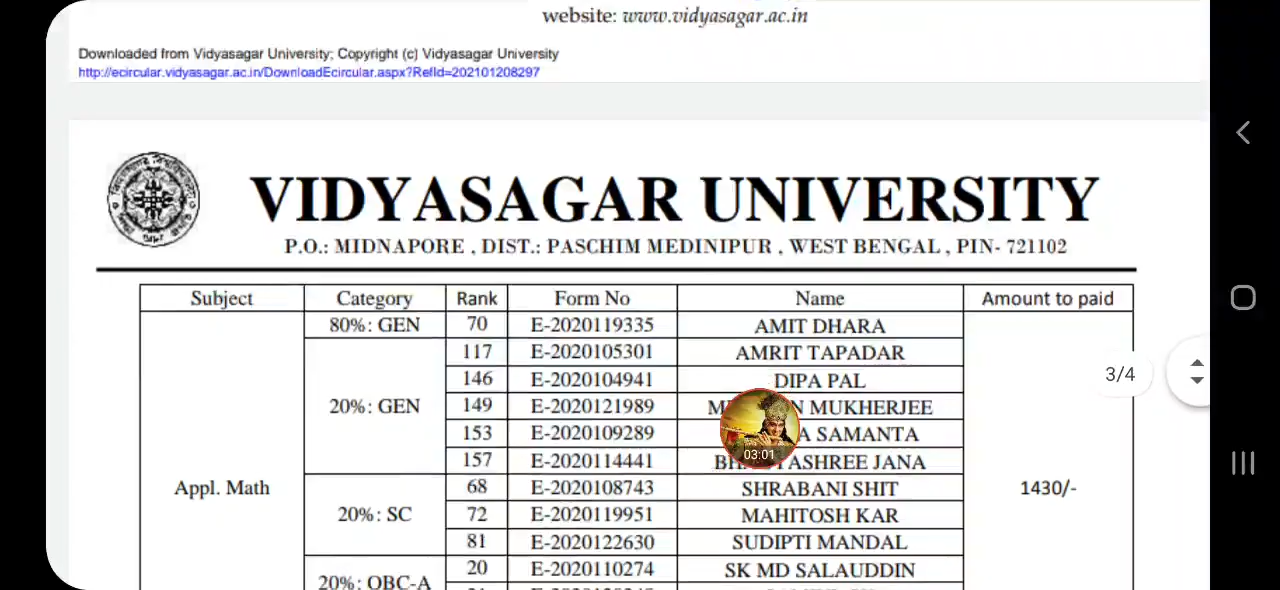 website: www.vidyasagar.ac.in
Downloaded from Vidyasagar University; Copyright (c) Vidyasagar University
http://ecircular.vidyasagar.ac.in/DownloadEcircular.aspx?RefId=202101208297
VIDYASAGAR UNIVERSITY
P.O.: MIDNAPORE , DIST.: PASCHIM MEDINIPUR , WEST BENGAL , PIN- 721102
Subject Category Rank Form No Name Amount to paid
80%: GEN 70 E-2020119335 AMIT DHARA
117 E-2020105301 AMRIT TAPADAR
146 E-2020104941 DIPA PAL
3/4
20%: GEN 149 E-2020121989 MUKHERJEE
153 E-2020109289 SAMANTA
03:01
157 E-2020114441 JANA
Appl. Math 68 E-2020108743 SHRABANI SHIT 1430/-
20%: SC 72 E-2020119951 MAHITOSH KAR
81 E-2020122630 SUDIPTI MANDAL
20%: OBC-A 20 E-2020110274 SK MD SALAUDDIN